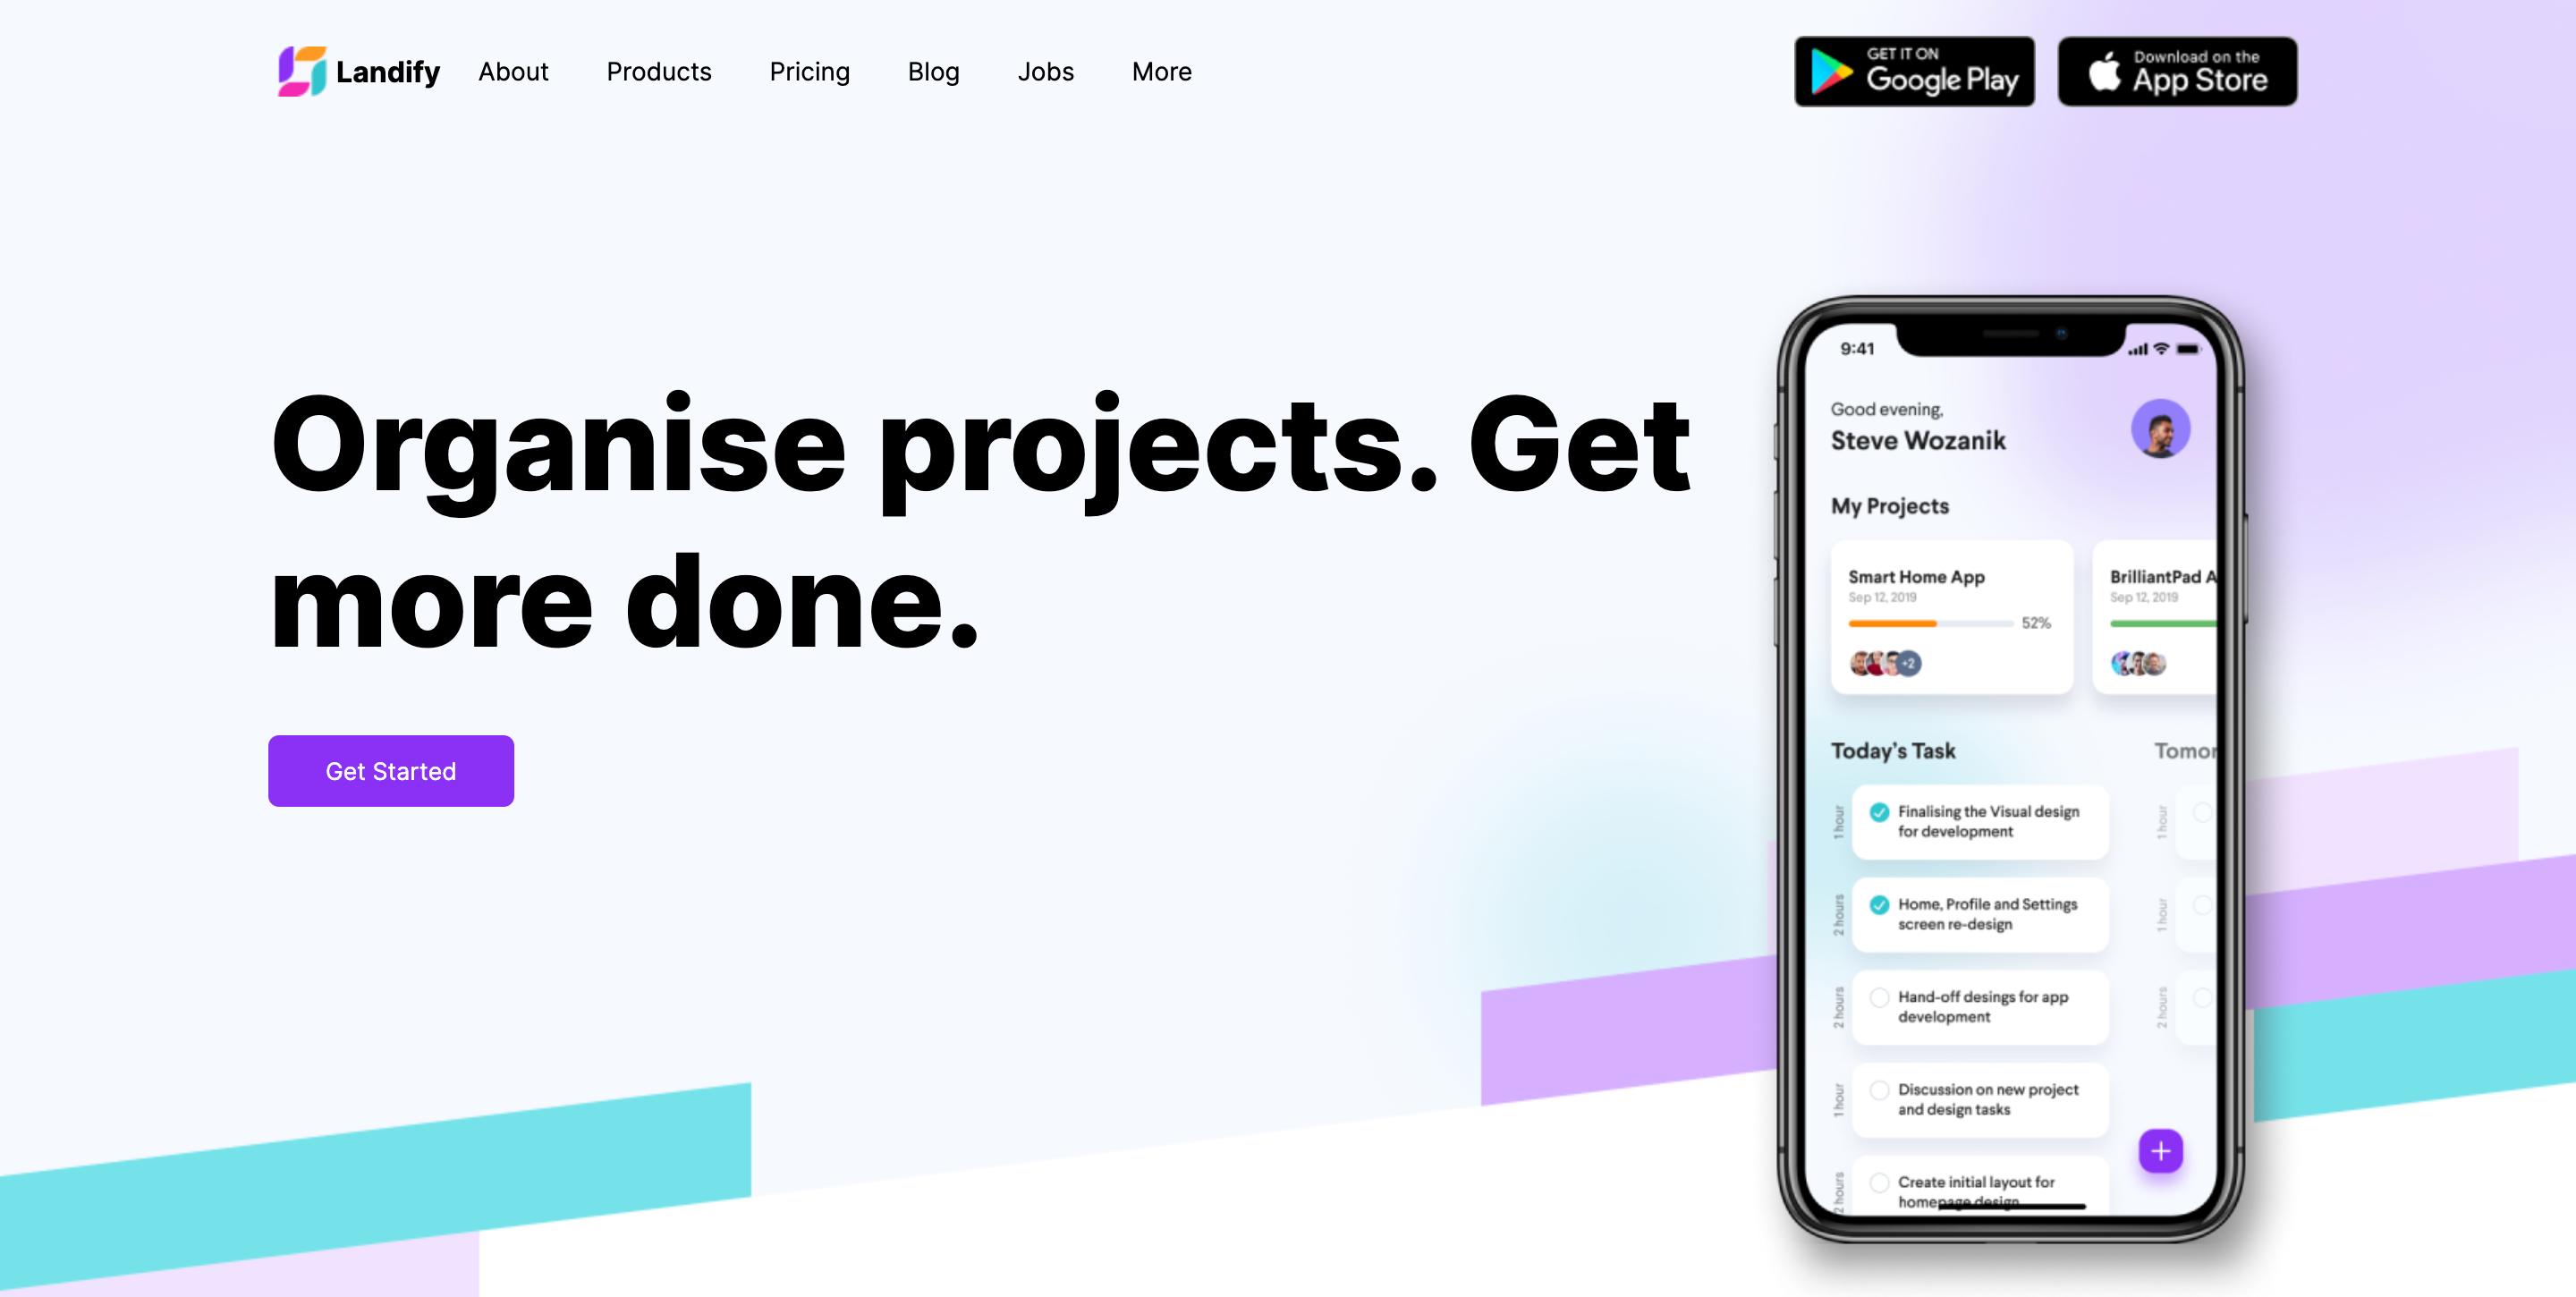 Landify
About
Products
Pricing
Blog
Jobs
More
GET IT ON
Google Play
Download on the
App Store
Organise projects. Get
more done.
Get Started
9:41
Good evening,
Steve Wozanik
My Projects
Smart Home App
Sep 12, 2019
52%
+2
BrilliantPad A
Sep 12, 2019
Today's Task
Tomor
1 hour
Finalising the Visual design
for development
1 hour
2 hours
Home, Profile and Settings
screen re-design
1 hour
2 hours
Hand-off desings for app
development
2 hours
1 hour
Discussion on new project
and design tasks
2 hours
Create initial layout for
homepage design